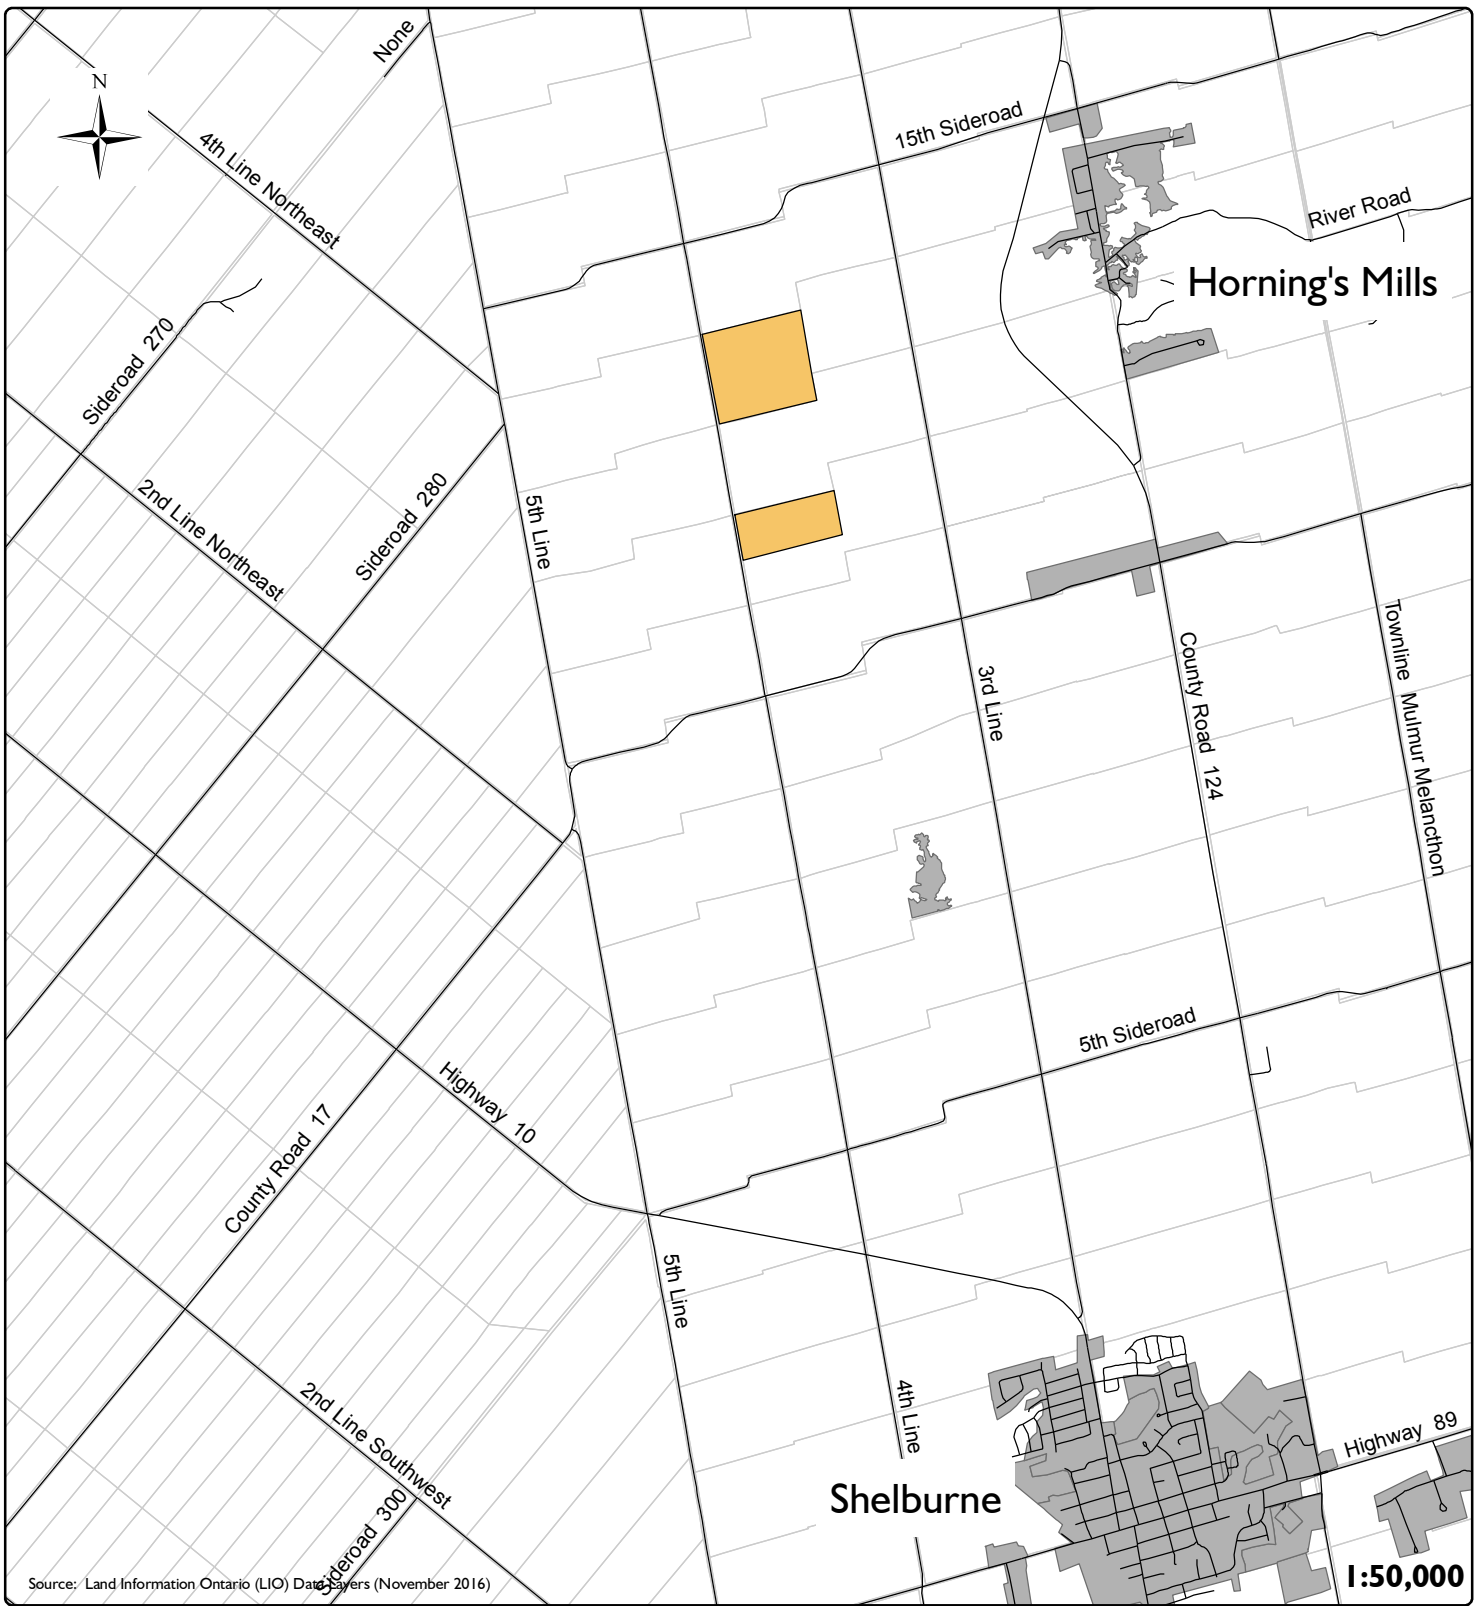 None
N
4th Line Northeast
15th Sideroad
River Road
Horning's Mills
Sideroad 270
Sideroad 280
2nd Line Northeast
5th Line
Townline Mulmur Melancthon
County Road 124
3rd Line
5th Sideroad
Highway 10
County Road 17
5th Line
4th Line
2nd Line Southwest
Highway 89
Shelburne
Sideroad 300
Source: Land Information Ontario (LIO) Data Layers (November 2016)
1:50,000